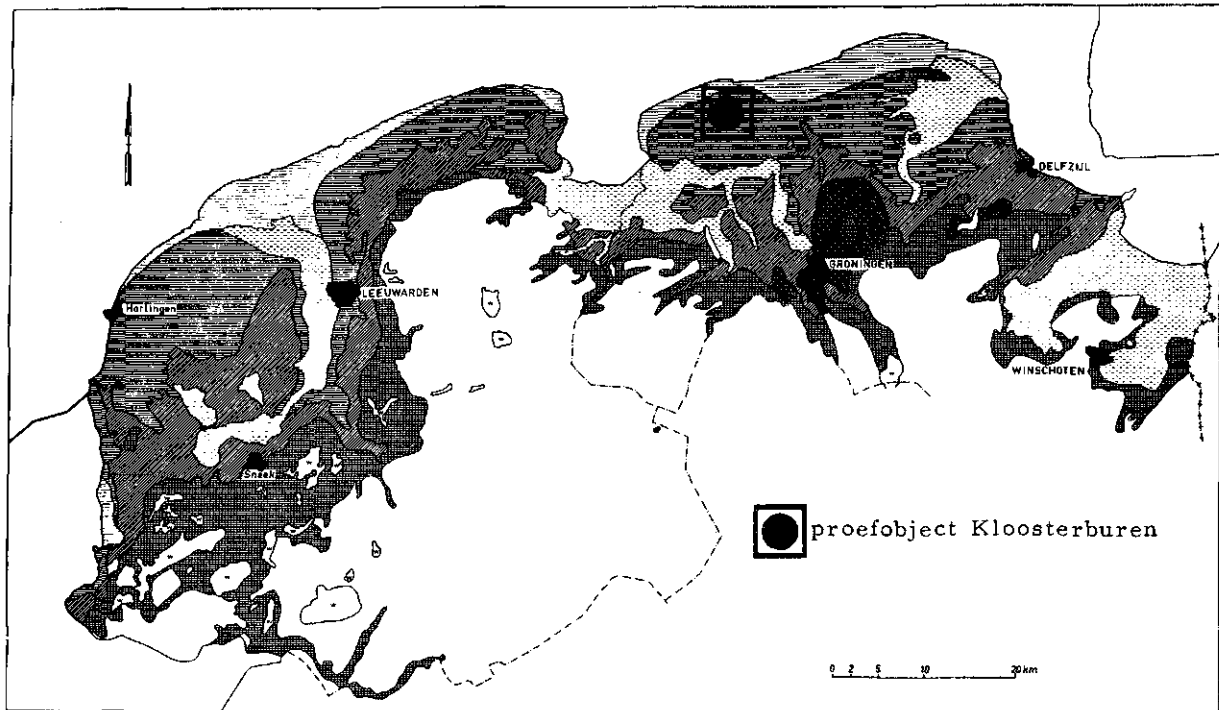 DELFZIJL
GRONINGEN
LEEUWARDEN
Harlingen
WINSCHOTEN
Sneek
proefobject Kloosterburen
0 2 5 10 20 km